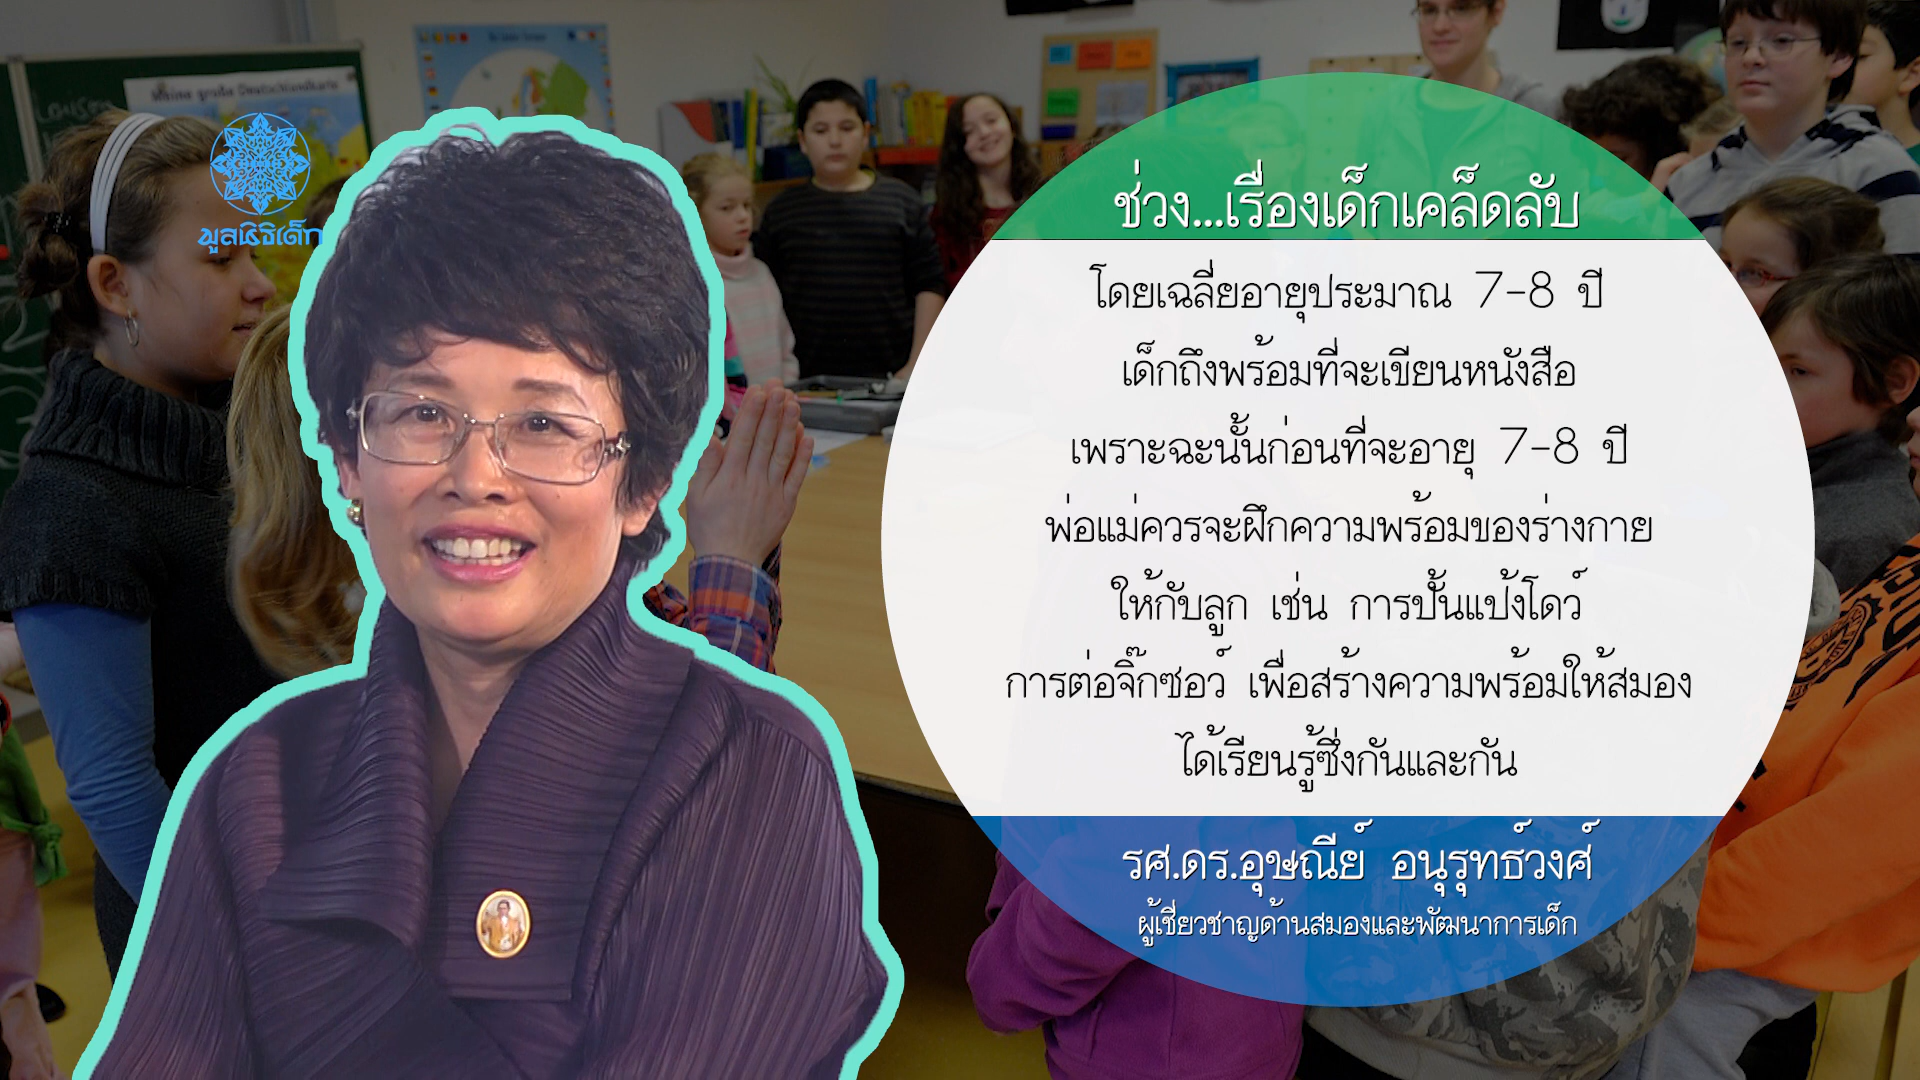 Meine große Deutschlandkarte
มูลนิธิเด็ก
ช่วง...เรื่องเด็กเคล็ดลับ
โดยเฉลี่ยอายุประมาณ 7-8 ปี
เด็กถึงพร้อมที่จะเขียนหนังสือ
เพราะฉะนั้นก่อนที่จะอายุ 7-8 ปี
พ่อแม่ควรจะฝึกความพร้อมของร่างกาย
ให้กับลูก เช่น การปั้นแป้งโดว์
การต่อจิ๊กซอว์ เพื่อสร้างความพร้อมให้สมอง
ได้เรียนรู้ซึ่งกันและกัน
รศ.ดร.อุษณีย์ อนุรุทธ์วงศ์
ผู้เชี่ยวชาญด้านสมองและพัฒนาการเด็ก